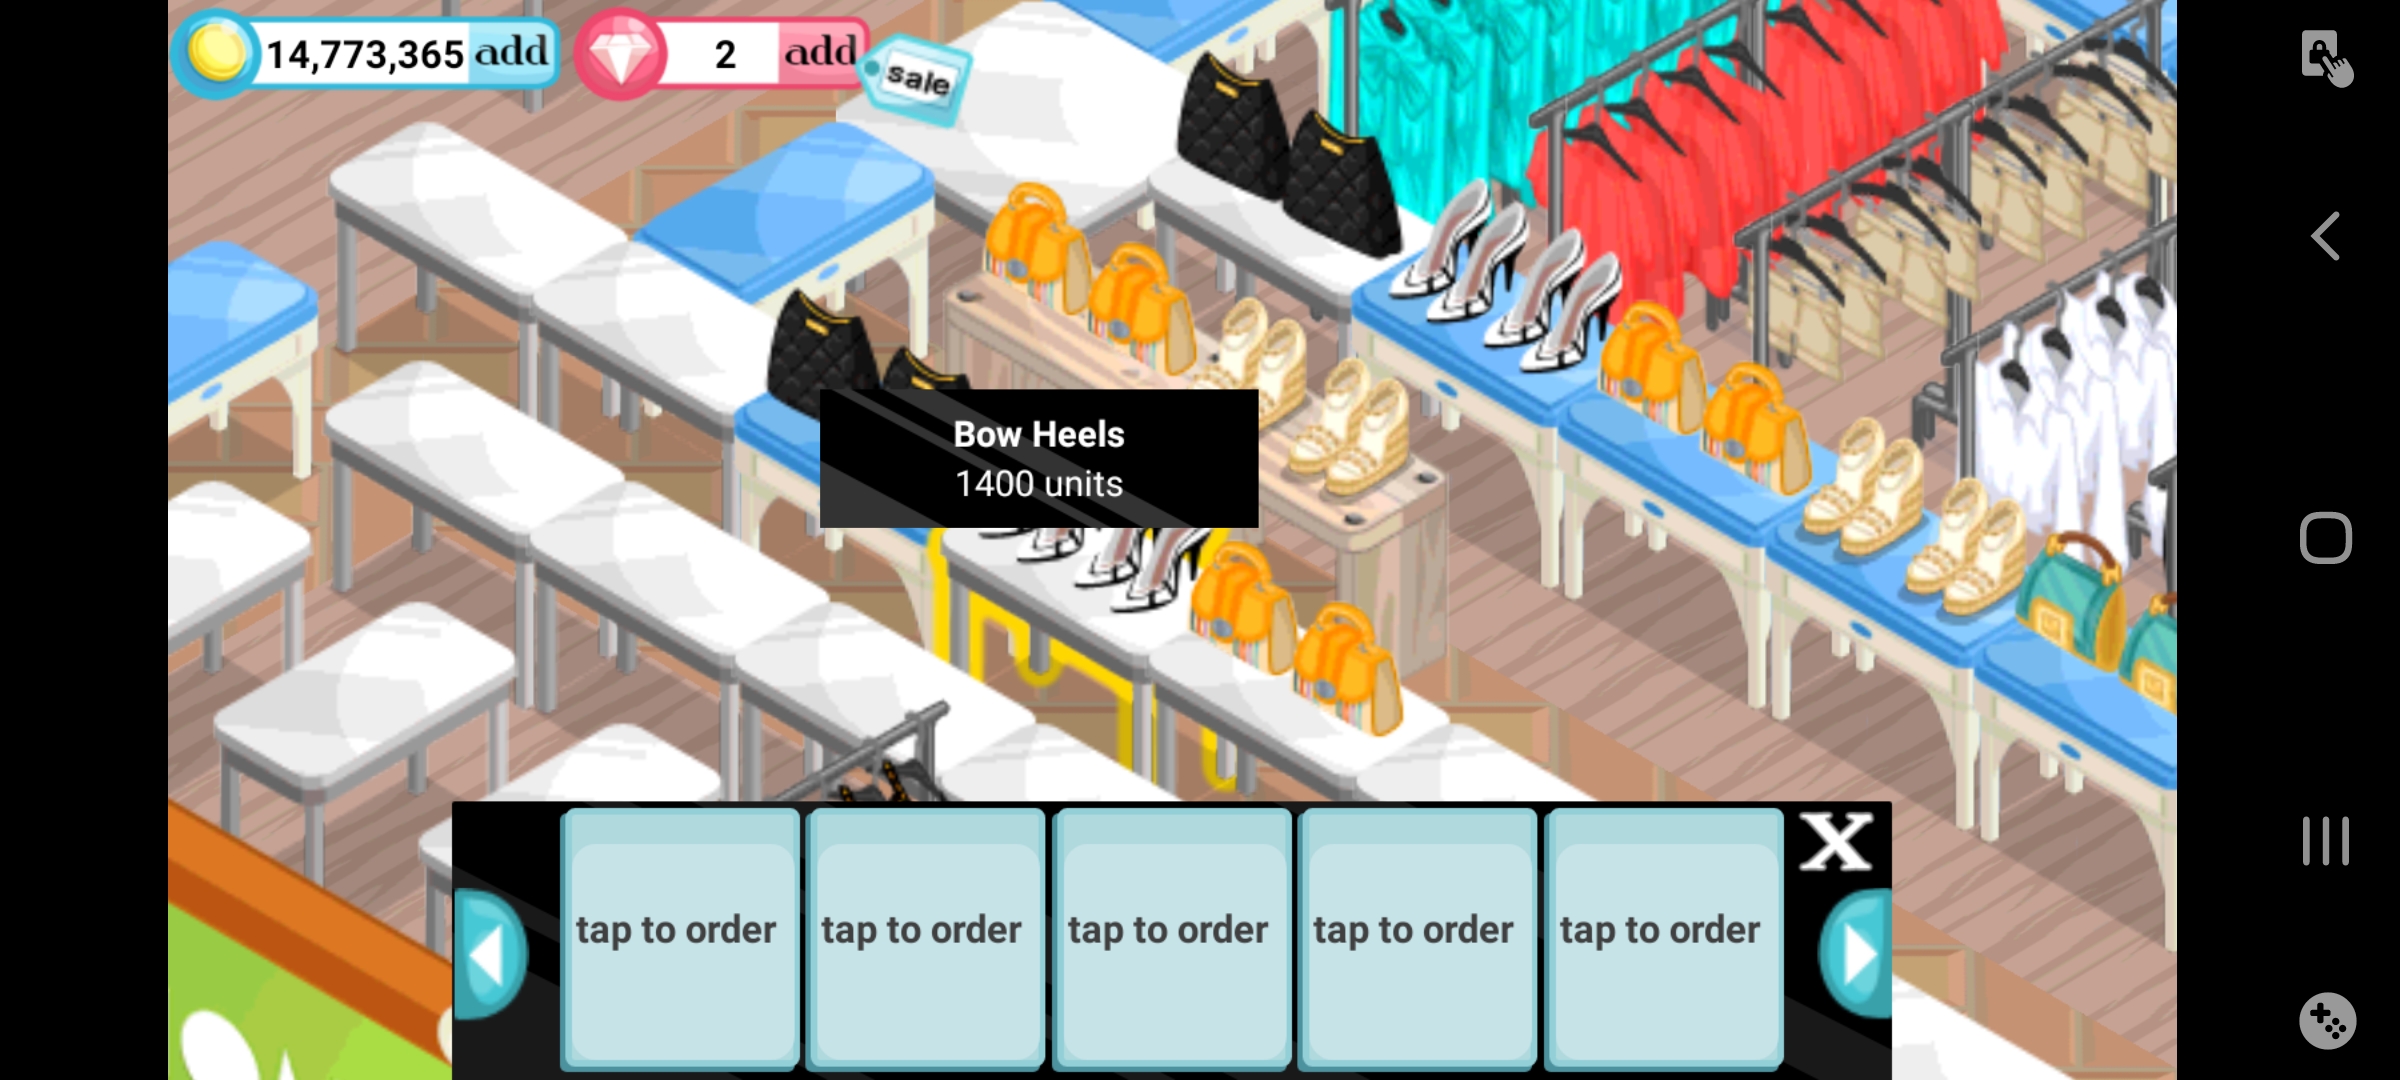 14,773,365 add
2 add
sale
Bow Heels
1400 units
X
tap to order
tap to order
tap to order
tap to order
tap to order